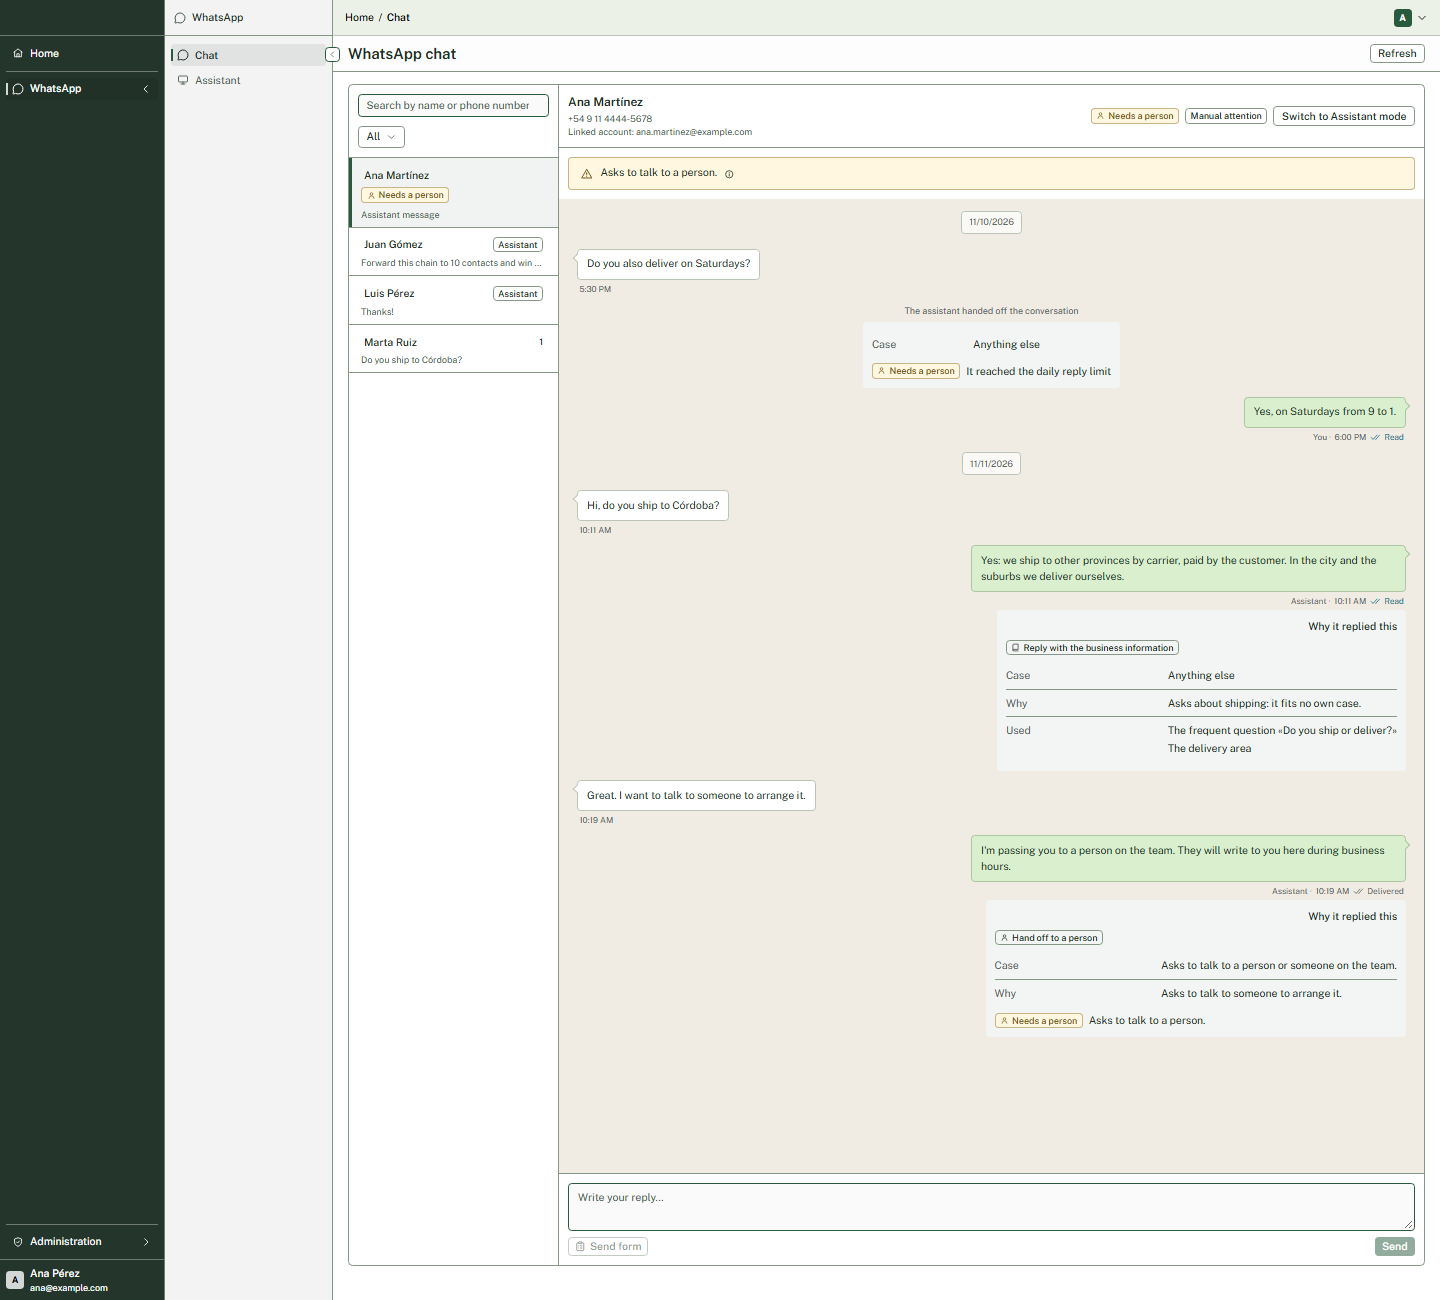 Home
WhatsApp
Administration
A
Ana Pérez
ana@example.com
WhatsApp
Chat
Assistant
Home / Chat
A
WhatsApp chat
Refresh
Search by name or phone number
All
Ana Martínez
Needs a person
Assistant message
Juan Gómez
Assistant
Forward this chain to 10 contacts and win ...
Luis Pérez
Assistant
Thanks!
Marta Ruiz
1
Do you ship to Córdoba?
Ana Martínez
+54 9 11 4444-5678
Linked account: ana.martinez@example.com
Needs a person
Manual attention
Switch to Assistant mode
Asks to talk to a person.
11/10/2026
Do you also deliver on Saturdays?
5:30 PM
The assistant handed off the conversation
Case Anything else
Needs a person It reached the daily reply limit
Yes, on Saturdays from 9 to 1.
You · 6:00 PM Read
11/11/2026
Hi, do you ship to Córdoba?
10:11 AM
Yes: we ship to other provinces by carrier, paid by the customer. In the city and the
suburbs we deliver ourselves.
Assistant · 10:11 AM Read
Why it replied this
Reply with the business information
Case Anything else
Why Asks about shipping: it fits no own case.
Used The frequent question «Do you ship or deliver?»
The delivery area
Great. I want to talk to someone to arrange it.
10:19 AM
I'm passing you to a person on the team. They will write to you here during business
hours.
Assistant · 10:19 AM Delivered
Why it replied this
Hand off to a person
Case Asks to talk to a person or someone on the team.
Why Asks to talk to someone to arrange it.
Needs a person Asks to talk to a person.
Write your reply...
Send form
Send